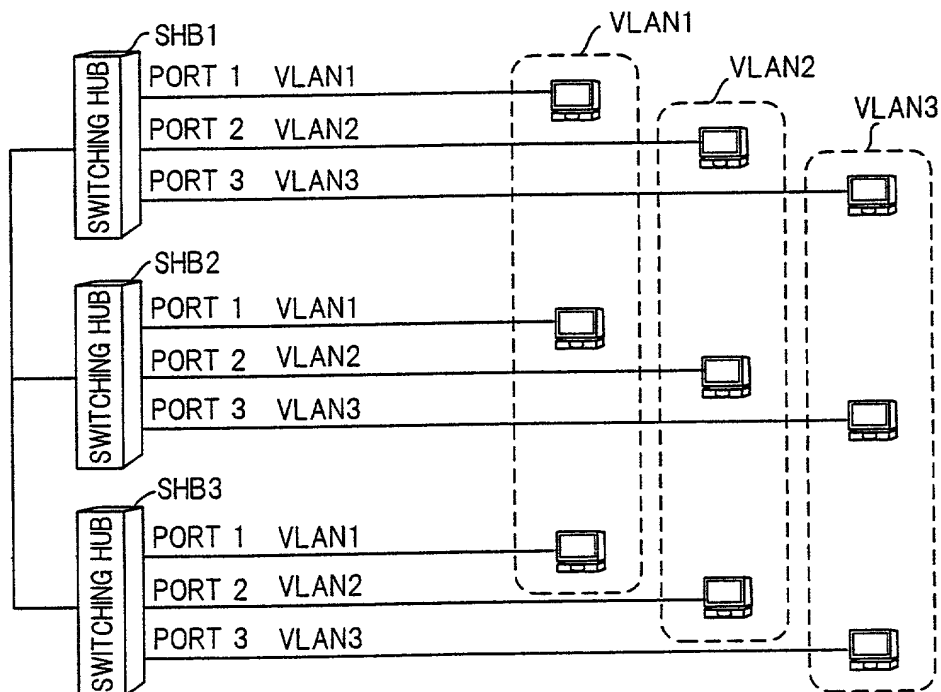 SHB1
VLAN1
VLAN2
VLAN3
SWITCHING HUB
PORT 1 VLAN1
PORT 2 VLAN2
PORT 3 VLAN3
SHB2
SWITCHING HUB
PORT 1 VLAN1
PORT 2 VLAN2
PORT 3 VLAN3
SHB3
SWITCHING HUB
PORT 1 VLAN1
PORT 2 VLAN2
PORT 3 VLAN3